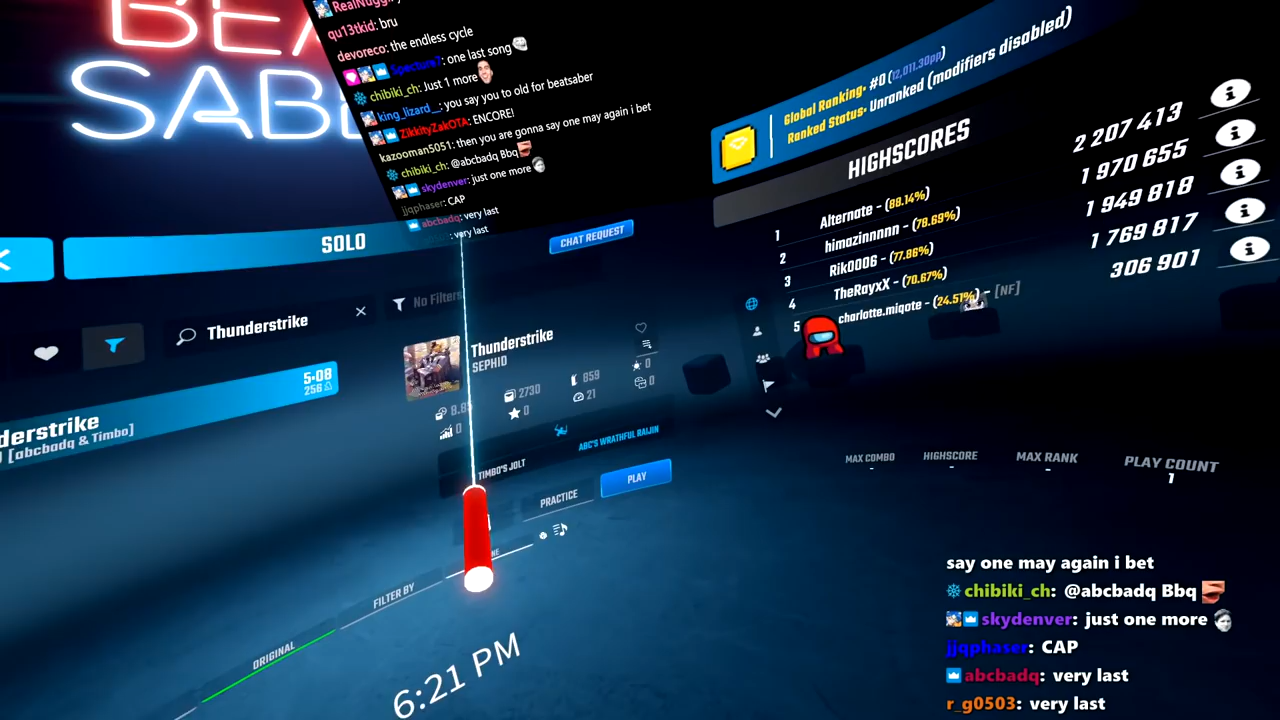 BEA
SABE
RealNuggi
qu13tkid: bru
devoreco: the endless cycle
Specture7: one last song
chibiki_ch: Just 1 more
king_lizard_: you say you to old for beatsaber
ZikkityZakOTA: ENCORE!
kazooman5051: then you are gonna say one may again i bet
chibiki_ch: @abcbadq Bbq
skydenver: just one more
jjqphaser: CAP
abcbadq: very last
: very last
Global Ranking: #0 (12,011.30pp)
Ranked Status: Unranked (modifiers disabled)
HIGHSCORES
1 Alternate - (88.14%) 2 207 413
2 himazinnnnn - (78.69%) 1 970 655
3 Rik0006 - (77.86%) 1 949 818
4 TheRayxX - (70.67%) 1 769 817
5 charlotte.miqote - (24.51%) - [NF] 306 901
SOLO
CHAT REQUEST
Thunderstrike
No Filters
5:08
256
derstrike
[abcbadq & Timbo]
Thunderstrike
SEPHID
2730
859
0
8.85
0
21
0
0
TIMBO'S JOLT
ABC'S WRATHFUL RAIJIN
PRACTICE
PLAY
FILTER BY
NE
ORIGINAL
6:21 PM
MAX COMBO
-
HIGHSCORE
-
MAX RANK
-
PLAY COUNT
1
say one may again i bet
chibiki_ch: @abcbadq Bbq
skydenver: just one more
jjqphaser: CAP
abcbadq: very last
r_g0503: very last